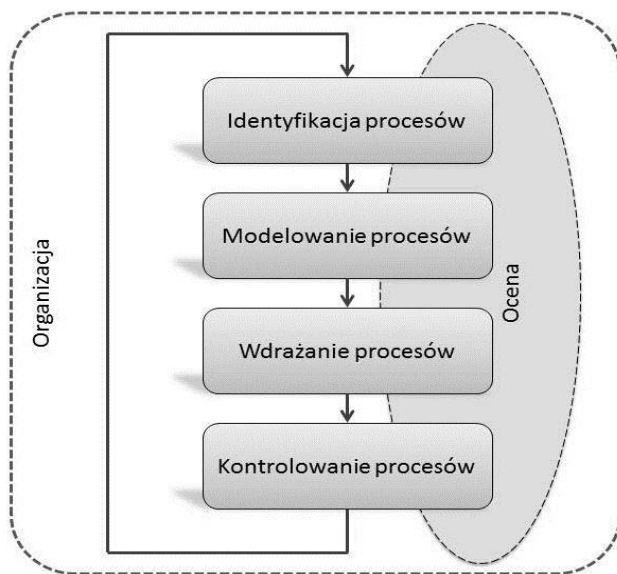 Identyfikacja procesów
Modelowanie procesów
Organizacja
Ocena
Wdrażanie procesów
Kontrolowanie procesów